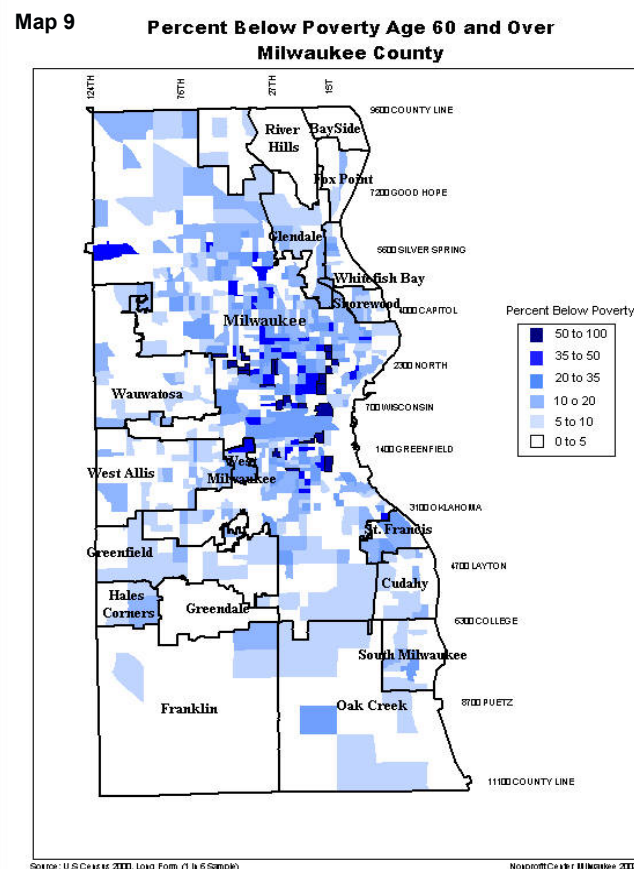 Map 9
Percent Below Poverty Age 60 and Over
Milwaukee County
124TH
76TH
27TH
1ST
9600 COUNTY LINE
River
Hills
BaySide
Fox Point
7200 GOOD HOPE
Glendale
5600 SILVER SPRING
Whitefish Bay
Shorewood
4000 CAPITOL
Milwaukee
Percent Below Poverty
50 to 100
35 to 50
20 to 35
10 o 20
5 to 10
0 to 5
2300 NORTH
Wauwatosa
700 WISCONSIN
1400 GREENFIELD
West Allis
West
Milwaukee
3100 OKLAHOMA
St. Francis
Greenfield
4700 LAYTON
Cudahy
Hales
Corners
Greendale
6300 COLLEGE
South Milwaukee
Franklin
Oak Creek
8700 PUETZ
11100 COUNTY LINE
Source: U.S Census 2000, Long Form (1 in 6 Sample)
Nonprofit Center Milwaukee